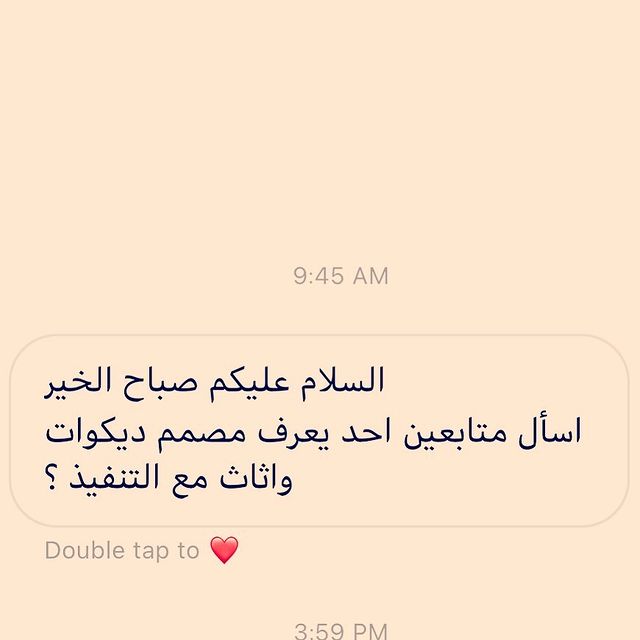 9:45 AM
السلام عليكم صباح الخير
اسأل متابعين احد يعرف مصمم ديكوات
واثاث مع التنفيذ ؟
Double tap to ❤️
3:59 PM